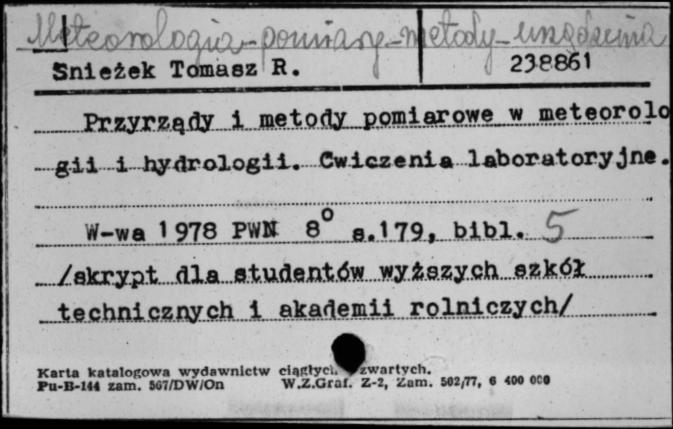 Meteorologia-pomiary-metody-urządzenia
Snieżek Tomasz R. 238861
Przyrządy i metody pomiarowe w meteorolo
gii i hydrologii. Cwiczenia laboratoryjne.
W-wa 1978 PWN 8° s.179, bibl. 5
/skrypt dla studentów wyższych szkół
technicznych i akademii rolniczych/
Karta katalogowa wydawnictw ciągłych zwartych.
Pu-B-144 zam. 567/DW/On W.Z.Graf. Z-2, Zam. 502/77, 6 400 000